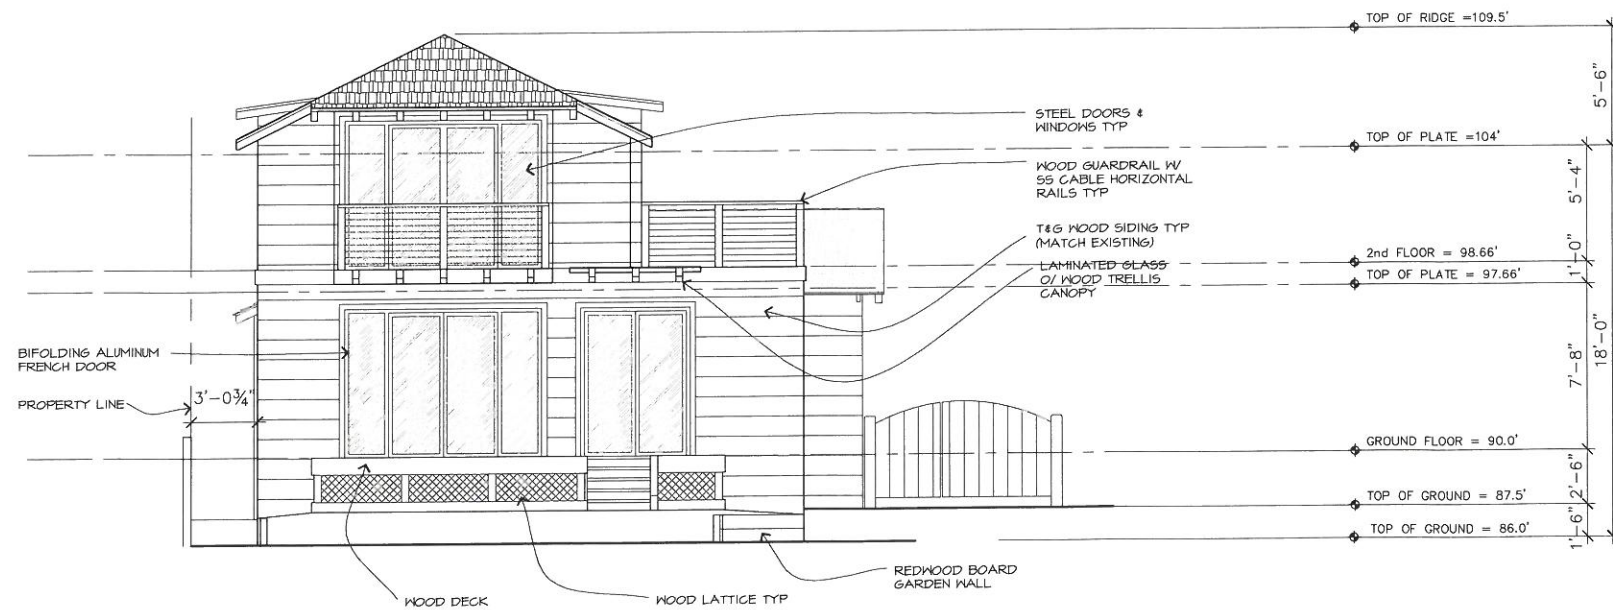 TOP OF RIDGE =109.5'
5'-6"
STEEL DOORS &
WINDOWS TYP
TOP OF PLATE =104'
WOOD GUARDRAIL W/
SS CABLE HORIZONTAL
RAILS TYP
5'-4"
T&G WOOD SIDING TYP
(MATCH EXISTING)
2nd FLOOR = 98.66'
1'-0"
LAMINATED GLASS
O/ WOOD TRELLIS
CANOPY
TOP OF PLATE = 97.66'
18'-0"
7'-8"
BIFOLDING ALUMINUM
FRENCH DOOR
3'-0¾"
PROPERTY LINE
GROUND FLOOR = 90.0'
2'-6"
TOP OF GROUND = 87.5'
1'-6"
TOP OF GROUND = 86.0'
REDWOOD BOARD
GARDEN WALL
WOOD DECK
WOOD LATTICE TYP